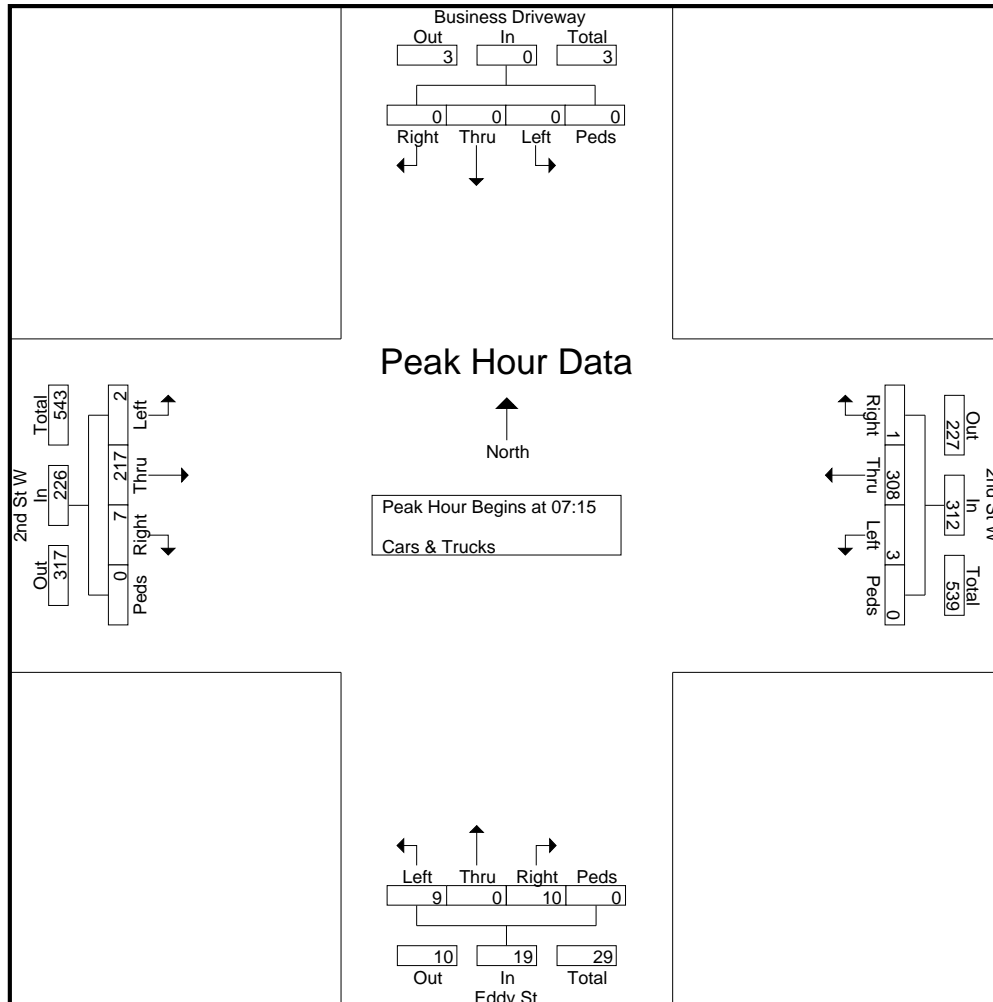 Business Driveway
Out In Total
3 0 3
0 0 0 0
Right Thru Left Peds
Peak Hour Data
North
Peak Hour Begins at 07:15
Cars & Trucks
2nd St W
Total In Out
543 226 317
2 217 7 0
Left Thru Right Peds
Right Thru Left Peds
1 308 3 0
Out In Total
227 312 539
2nd St W
Left Thru Right Peds
9 0 10 0
10 19 29
Out In Total
Eddy St